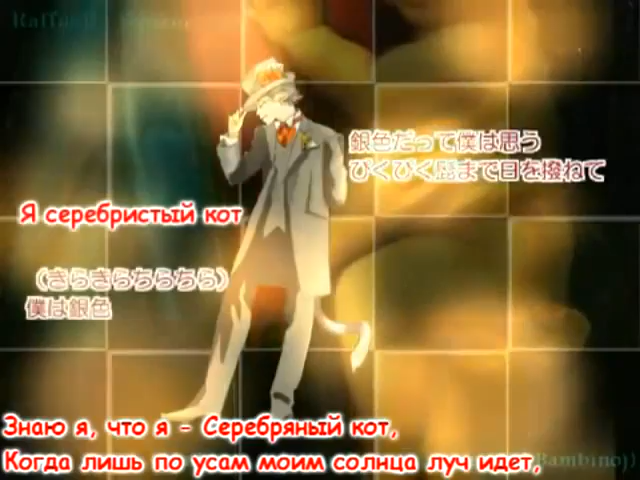 銀色だって僕は思う
ぴくぴく髭まで日を撥ねて
Я серебристый кот
(きらきらちらちら)
僕は銀色
Знаю я, что я - Серебряный кот,
Когда лишь по усам моим солнца луч идет,
Bambino))